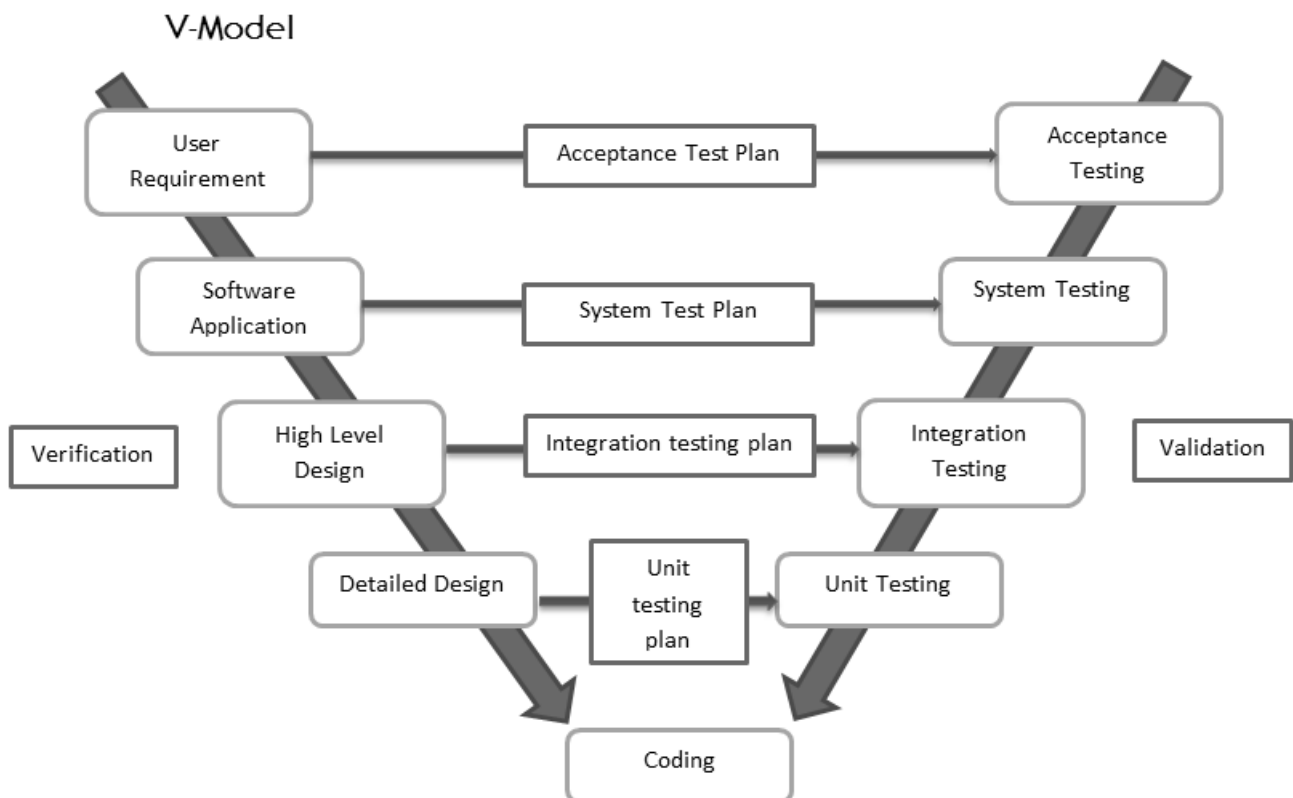 V-Model
User
Requirement
Acceptance Test Plan
Acceptance
Testing
Software
Application
System Test Plan
System Testing
Verification
High Level
Design
Integration testing plan
Integration
Testing
Validation
Detailed Design
Unit
testing
plan
Unit Testing
Coding